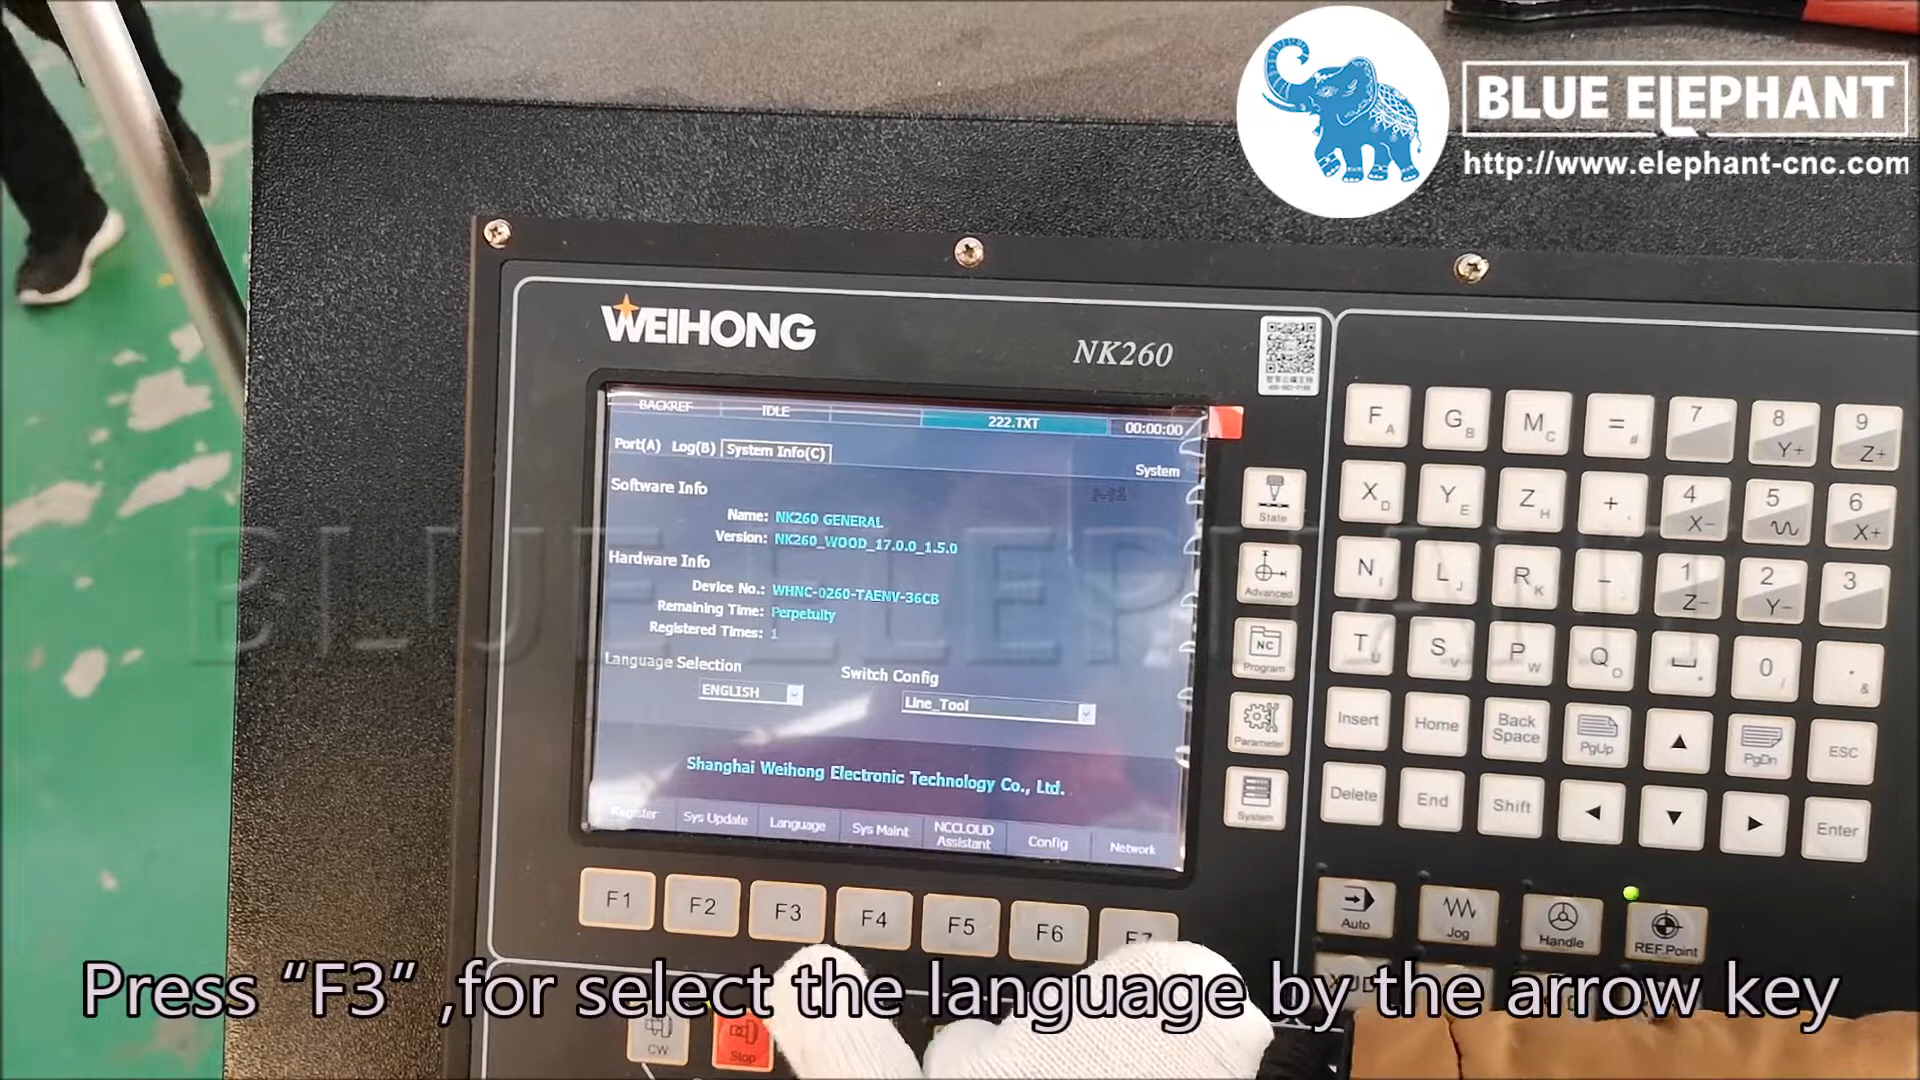 BLUE ELEPHANT
http://www.elephant-cnc.com
WEIHONG
NK260
BACKREF IDLE 222.TXT 00:00:00
Port(A) Log(B) System Info(C)
System
Software Info
Name: NK260 GENERAL
Version: NK260_WOOD_17.0.0_1.5.0
Hardware Info
Device No.: WHNC-0260-TAENV-36CB
Remaining Time: Perpetuity
Registered Times: 1
Language Selection
Switch Config
ENGLISH
Line_Tool
Shanghai Weihong Electronic Technology Co., Ltd.
Register Sys Update Language Sys Maint NCCLOUD Assistant Config Network
F1 F2 F3 F4 F5 F6 F7
State
Advanced
NC
Program
Parameter
System
F A G B M C = # 7 8 Y+ 9 Z+
X D Y E Z H + , 4 X- 5 6 X+
N I L J R K - 1 Z- 2 Y- 3
T U S V P W Q O 0 / . &
Insert Home Back Space PgUp ▲ PgDn ESC
Delete End Shift ◄ ▼ ► Enter
Auto Jog Handle REF.Point
CW Stop
BLUE ELEPHANT
Press “F3” ,for select the language by the arrow key